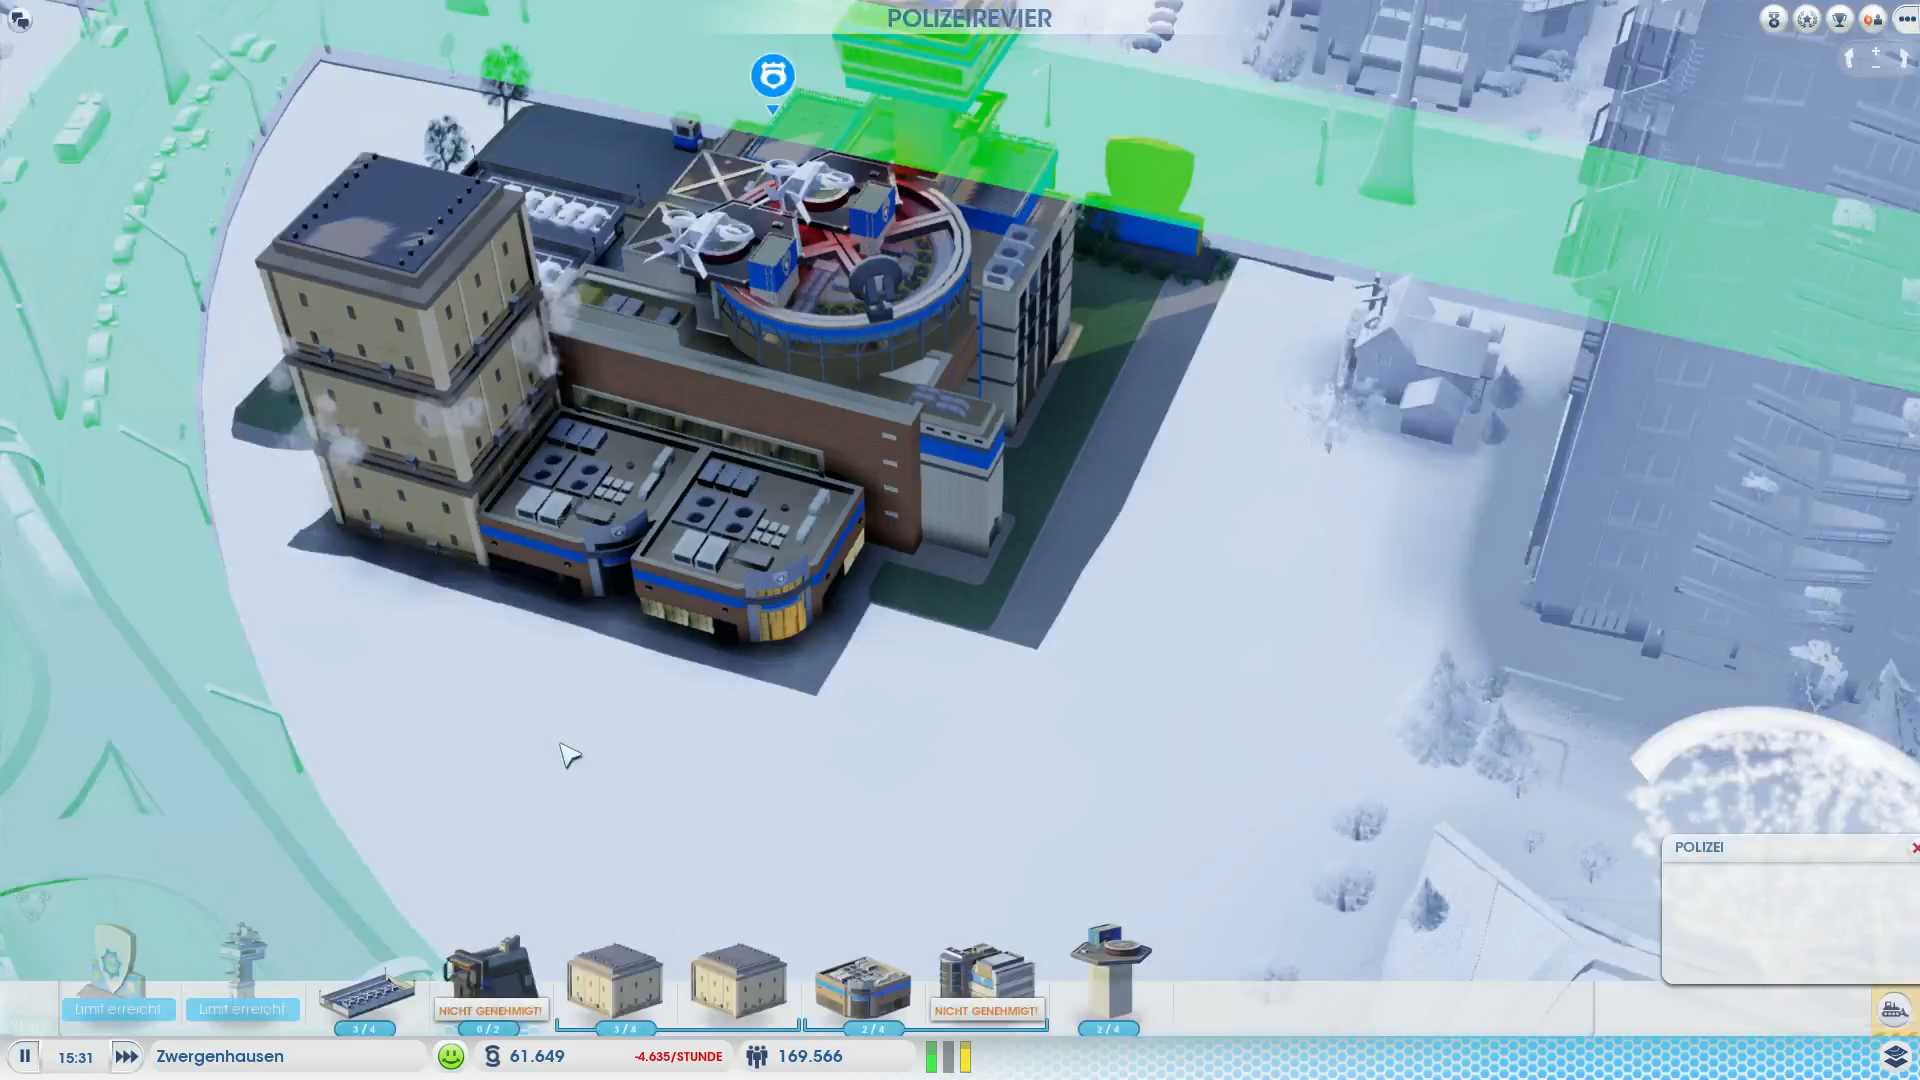 POLIZEIREVIER
POLIZEI
Limit erreicht
Limit erreicht
NICHT GENEHMIGT!
NICHT GENEHMIGT!
3 / 4
0 / 2
3 / 4
2 / 4
2 / 4
15:31
Zwergenhausen
61.649
-4.635/STUNDE
169.566